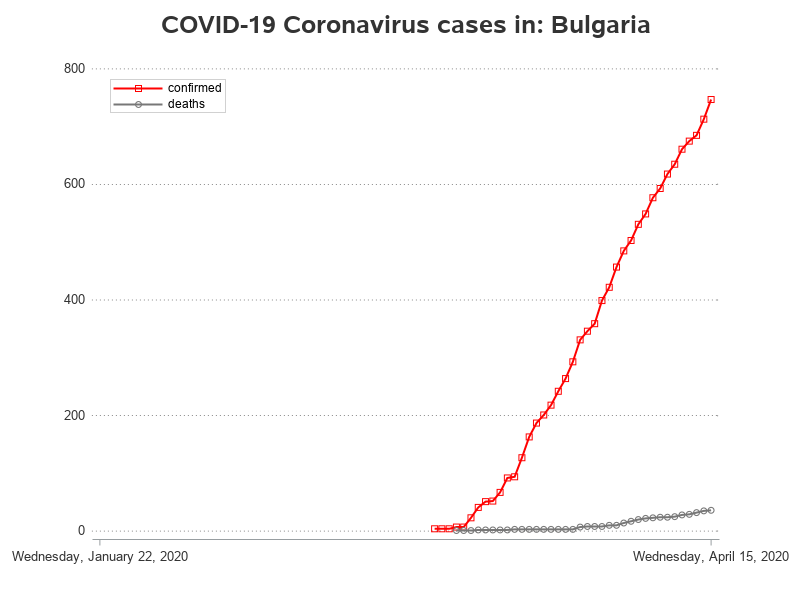 COVID-19 Coronavirus cases in: Bulgaria
800
confirmed
deaths
600
400
200
0
Wednesday, January 22, 2020
Wednesday, April 15, 2020